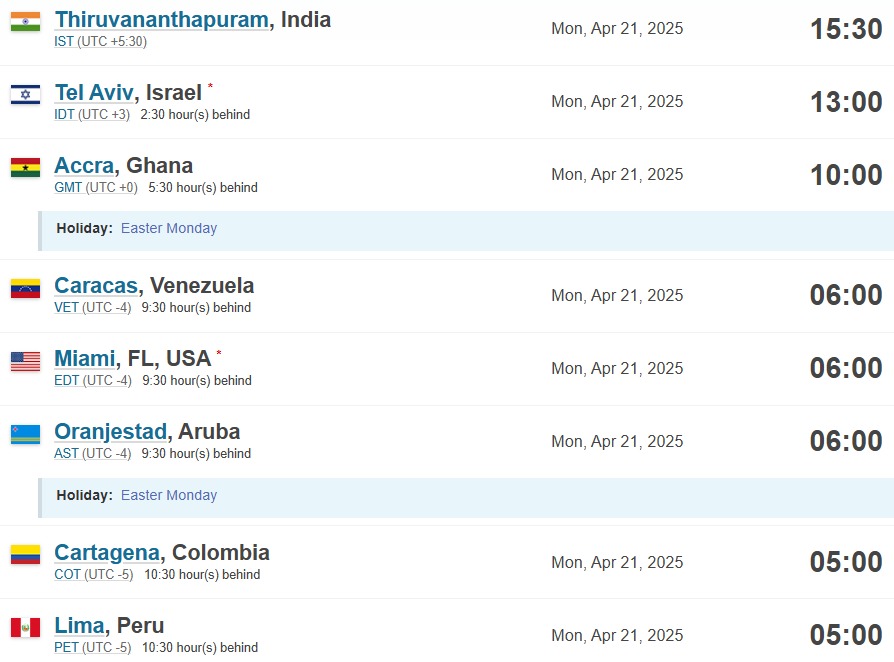 Thiruvananthapuram, India
IST (UTC +5:30)
Mon, Apr 21, 2025
15:30
Tel Aviv, Israel *
IDT (UTC +3) 2:30 hour(s) behind
Mon, Apr 21, 2025
13:00
Accra, Ghana
GMT (UTC +0) 5:30 hour(s) behind
Mon, Apr 21, 2025
10:00
Holiday: Easter Monday
Caracas, Venezuela
VET (UTC -4) 9:30 hour(s) behind
Mon, Apr 21, 2025
06:00
Miami, FL, USA *
EDT (UTC -4) 9:30 hour(s) behind
Mon, Apr 21, 2025
06:00
Oranjestad, Aruba
AST (UTC -4) 9:30 hour(s) behind
Mon, Apr 21, 2025
06:00
Holiday: Easter Monday
Cartagena, Colombia
COT (UTC -5) 10:30 hour(s) behind
Mon, Apr 21, 2025
05:00
Lima, Peru
PET (UTC -5) 10:30 hour(s) behind
Mon, Apr 21, 2025
05:00